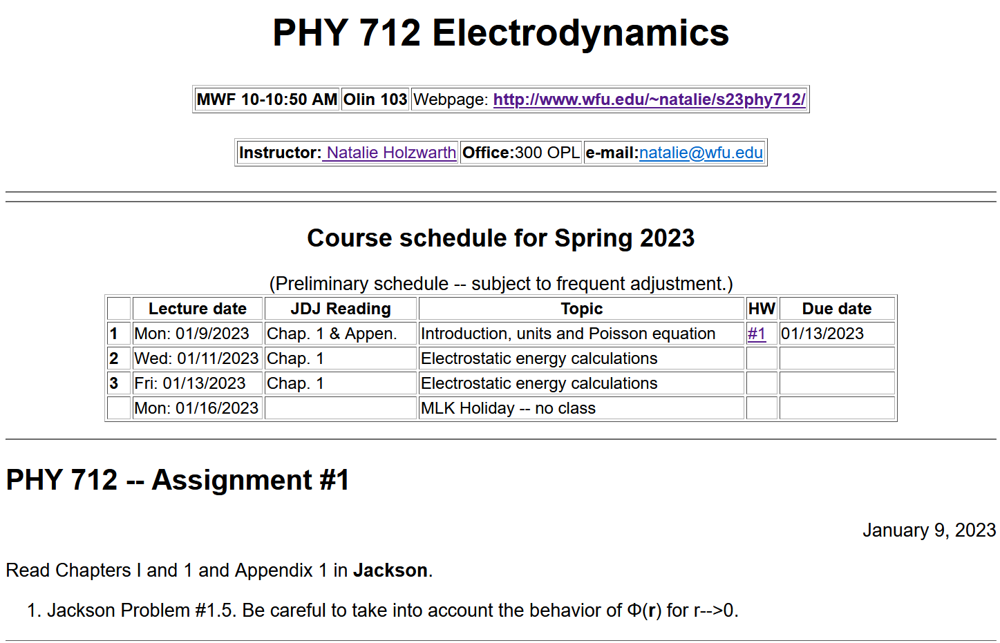 PHY 712 Electrodynamics
MWF 10-10:50 AM Olin 103 Webpage: http://www.wfu.edu/~natalie/s23phy712/
Instructor: Natalie Holzwarth Office:300 OPL e-mail:natalie@wfu.edu
Course schedule for Spring 2023
(Preliminary schedule -- subject to frequent adjustment.)
Lecture date JDJ Reading Topic HW Due date
1 Mon: 01/9/2023 Chap. 1 & Appen. Introduction, units and Poisson equation #1 01/13/2023
2 Wed: 01/11/2023 Chap. 1 Electrostatic energy calculations
3 Fri: 01/13/2023 Chap. 1 Electrostatic energy calculations
Mon: 01/16/2023 MLK Holiday -- no class
PHY 712 -- Assignment #1
January 9, 2023
Read Chapters I and 1 and Appendix 1 in Jackson.
1. Jackson Problem #1.5. Be careful to take into account the behavior of Φ(r) for r-->0.